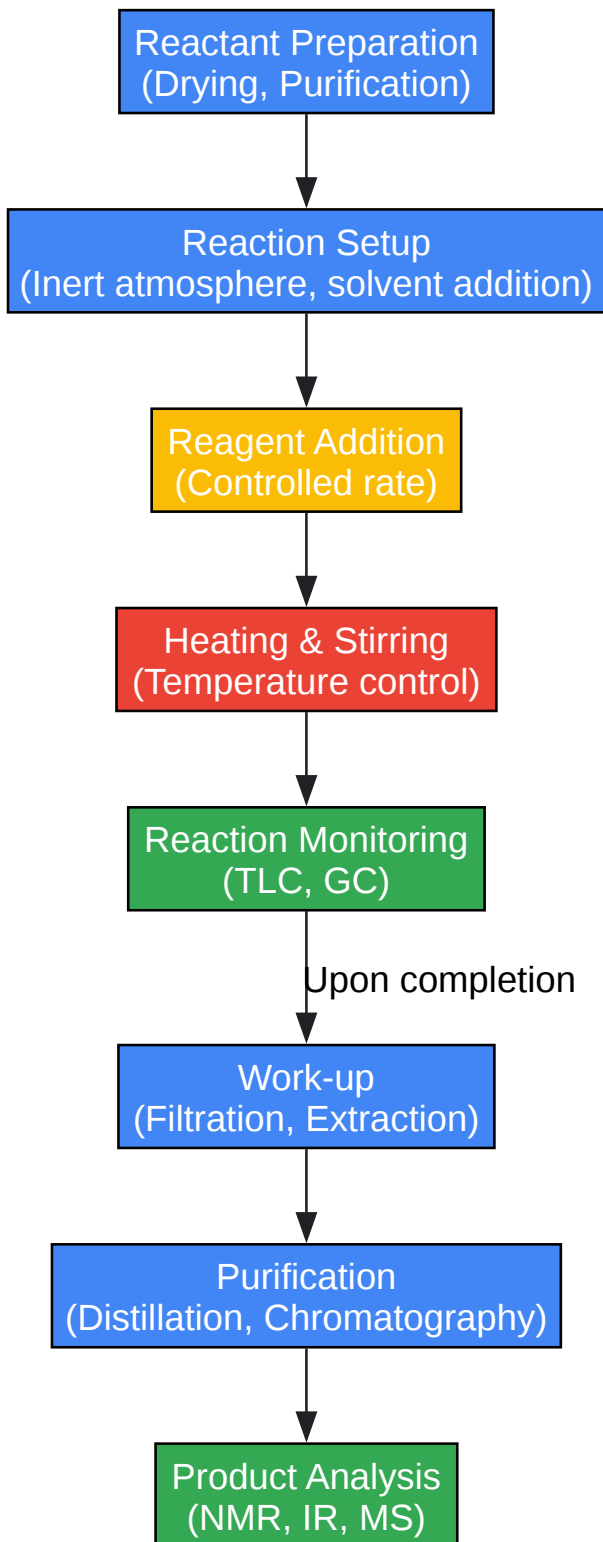 Reactant Preparation
(Drying, Purification)
Reaction Setup
(Inert atmosphere, solvent addition)
Reagent Addition
(Controlled rate)
Heating & Stirring
(Temperature control)
Reaction Monitoring
(TLC, GC)
Upon completion
Work-up
(Filtration, Extraction)
Purification
(Distillation, Chromatography)
Product Analysis
(NMR, IR, MS)